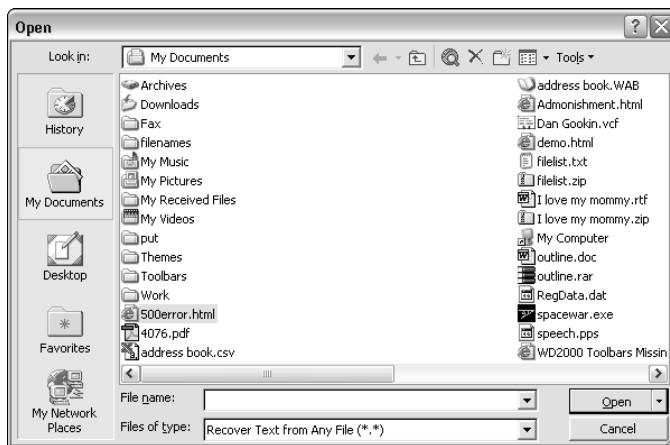 Open
Look in:
My Documents
Tools
History
My Documents
Desktop
Favorites
My Network
Places
Archives
Downloads
Fax
filenames
My Music
My Pictures
My Received Files
My Videos
put
Themes
Toolbars
Work
500error.html
4076.pdf
address book.csv
address book.WAB
Admonishment.html
Dan Gookin.vcf
demo.html
filelist.txt
filelist.zip
I love my mommy.rtf
I love my mommy.zip
My Computer
outline.doc
outline.rar
RegData.dat
spacewar.exe
speech.pps
WD2000 Toolbars Missin
File name:
Open
Files of type:
Recover Text from Any File (*.*)
Cancel